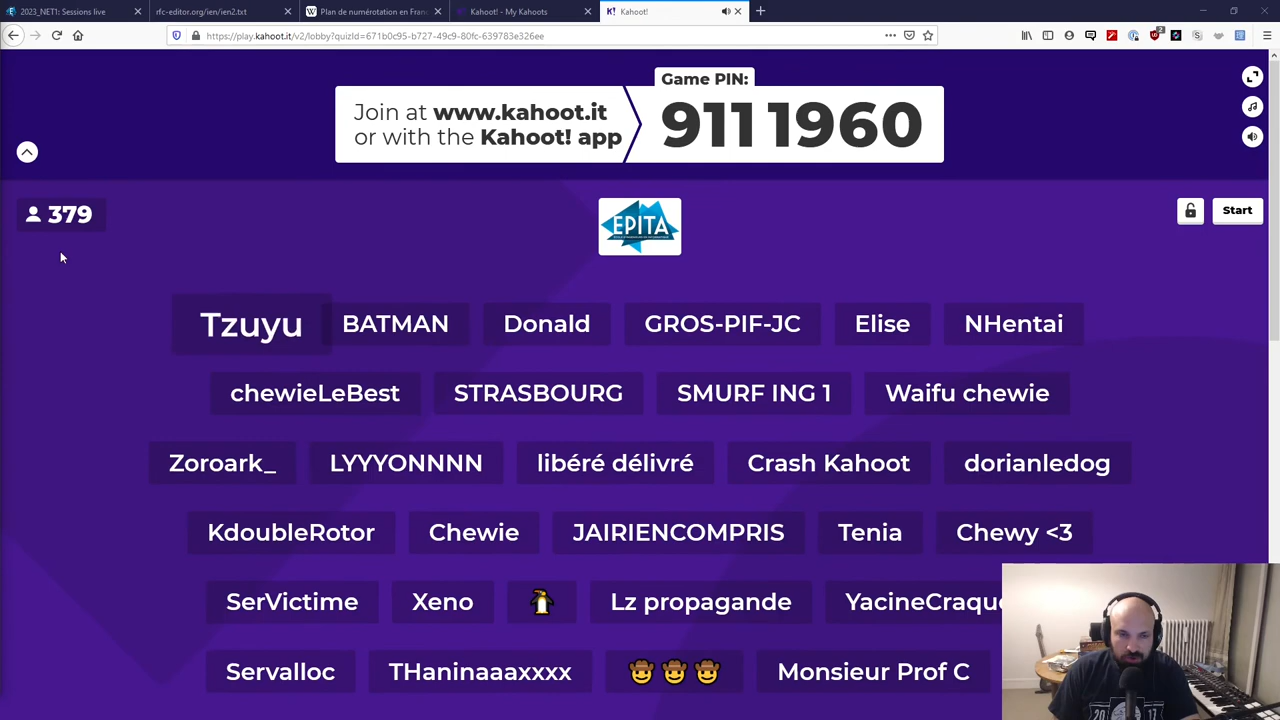 2023_NET1: Sessions live
rfc-editor.org/ien/ien2.txt
Plan de numérotation en Franc
Kahoot! - My Kahoots
Kahoot!
https://play.kahoot.it/v2/lobby?quizId=671b0c95-b727-49c9-80fc-639783e326ee
Game PIN:
Join at www.kahoot.it
or with the Kahoot! app
911 1960
379
EPITA
Start
Tzuyu BATMAN Donald GROS-PIF-JC Elise NHentai
chewieLeBest STRASBOURG SMURF ING 1 Waifu chewie
Zoroark_ LYYYONNNN libéré délivré Crash Kahoot dorianledog
KdoubleRotor Chewie JAIRIENCOMPRIS Tenia Chewy <3
SerVictime Xeno 🐧 Lz propagande YacineCraque
Servalloc THaninaaaxxxx 🤠 🤠 🤠 Monsieur Prof C